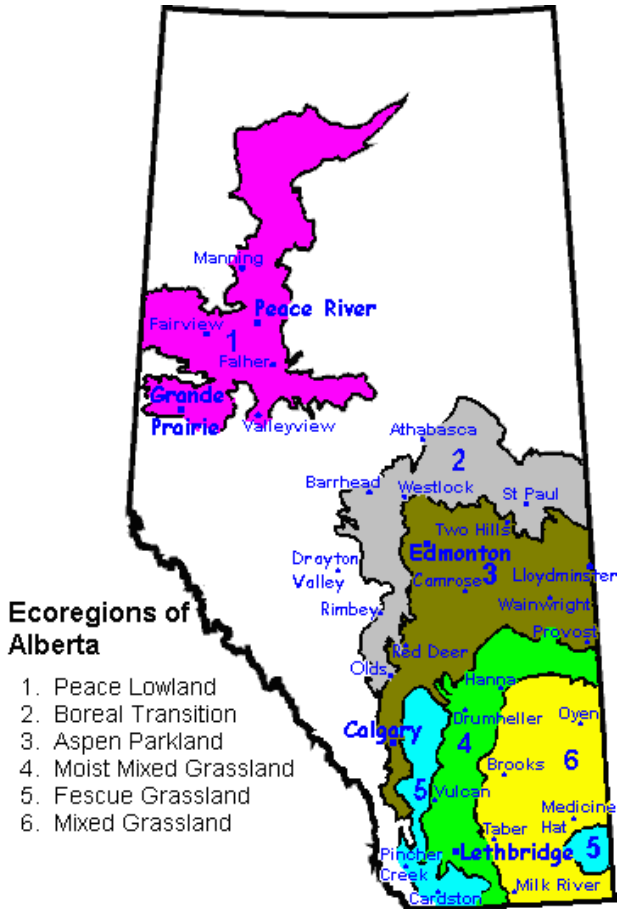 Manning
Peace River
Fairview
1
Falher
Grande
Prairie
Valleyview
Athabasca
2
Barrhead
Westlock
St Paul
Two Hills
Edmonton
Drayton
Valley
3
Camrose
Lloydminster
Wainwright
Rimbey
Provost
Red Deer
Olds
Hanna
Drumheller
Oyen
Calgary
4
6
Brooks
5
Vulcan
Medicine
Hat
Taber
Lethbridge
5
Pincher
Creek
Cardston
Milk River
Ecoregions of
Alberta
1. Peace Lowland
2. Boreal Transition
3. Aspen Parkland
4. Moist Mixed Grassland
5. Fescue Grassland
6. Mixed Grassland